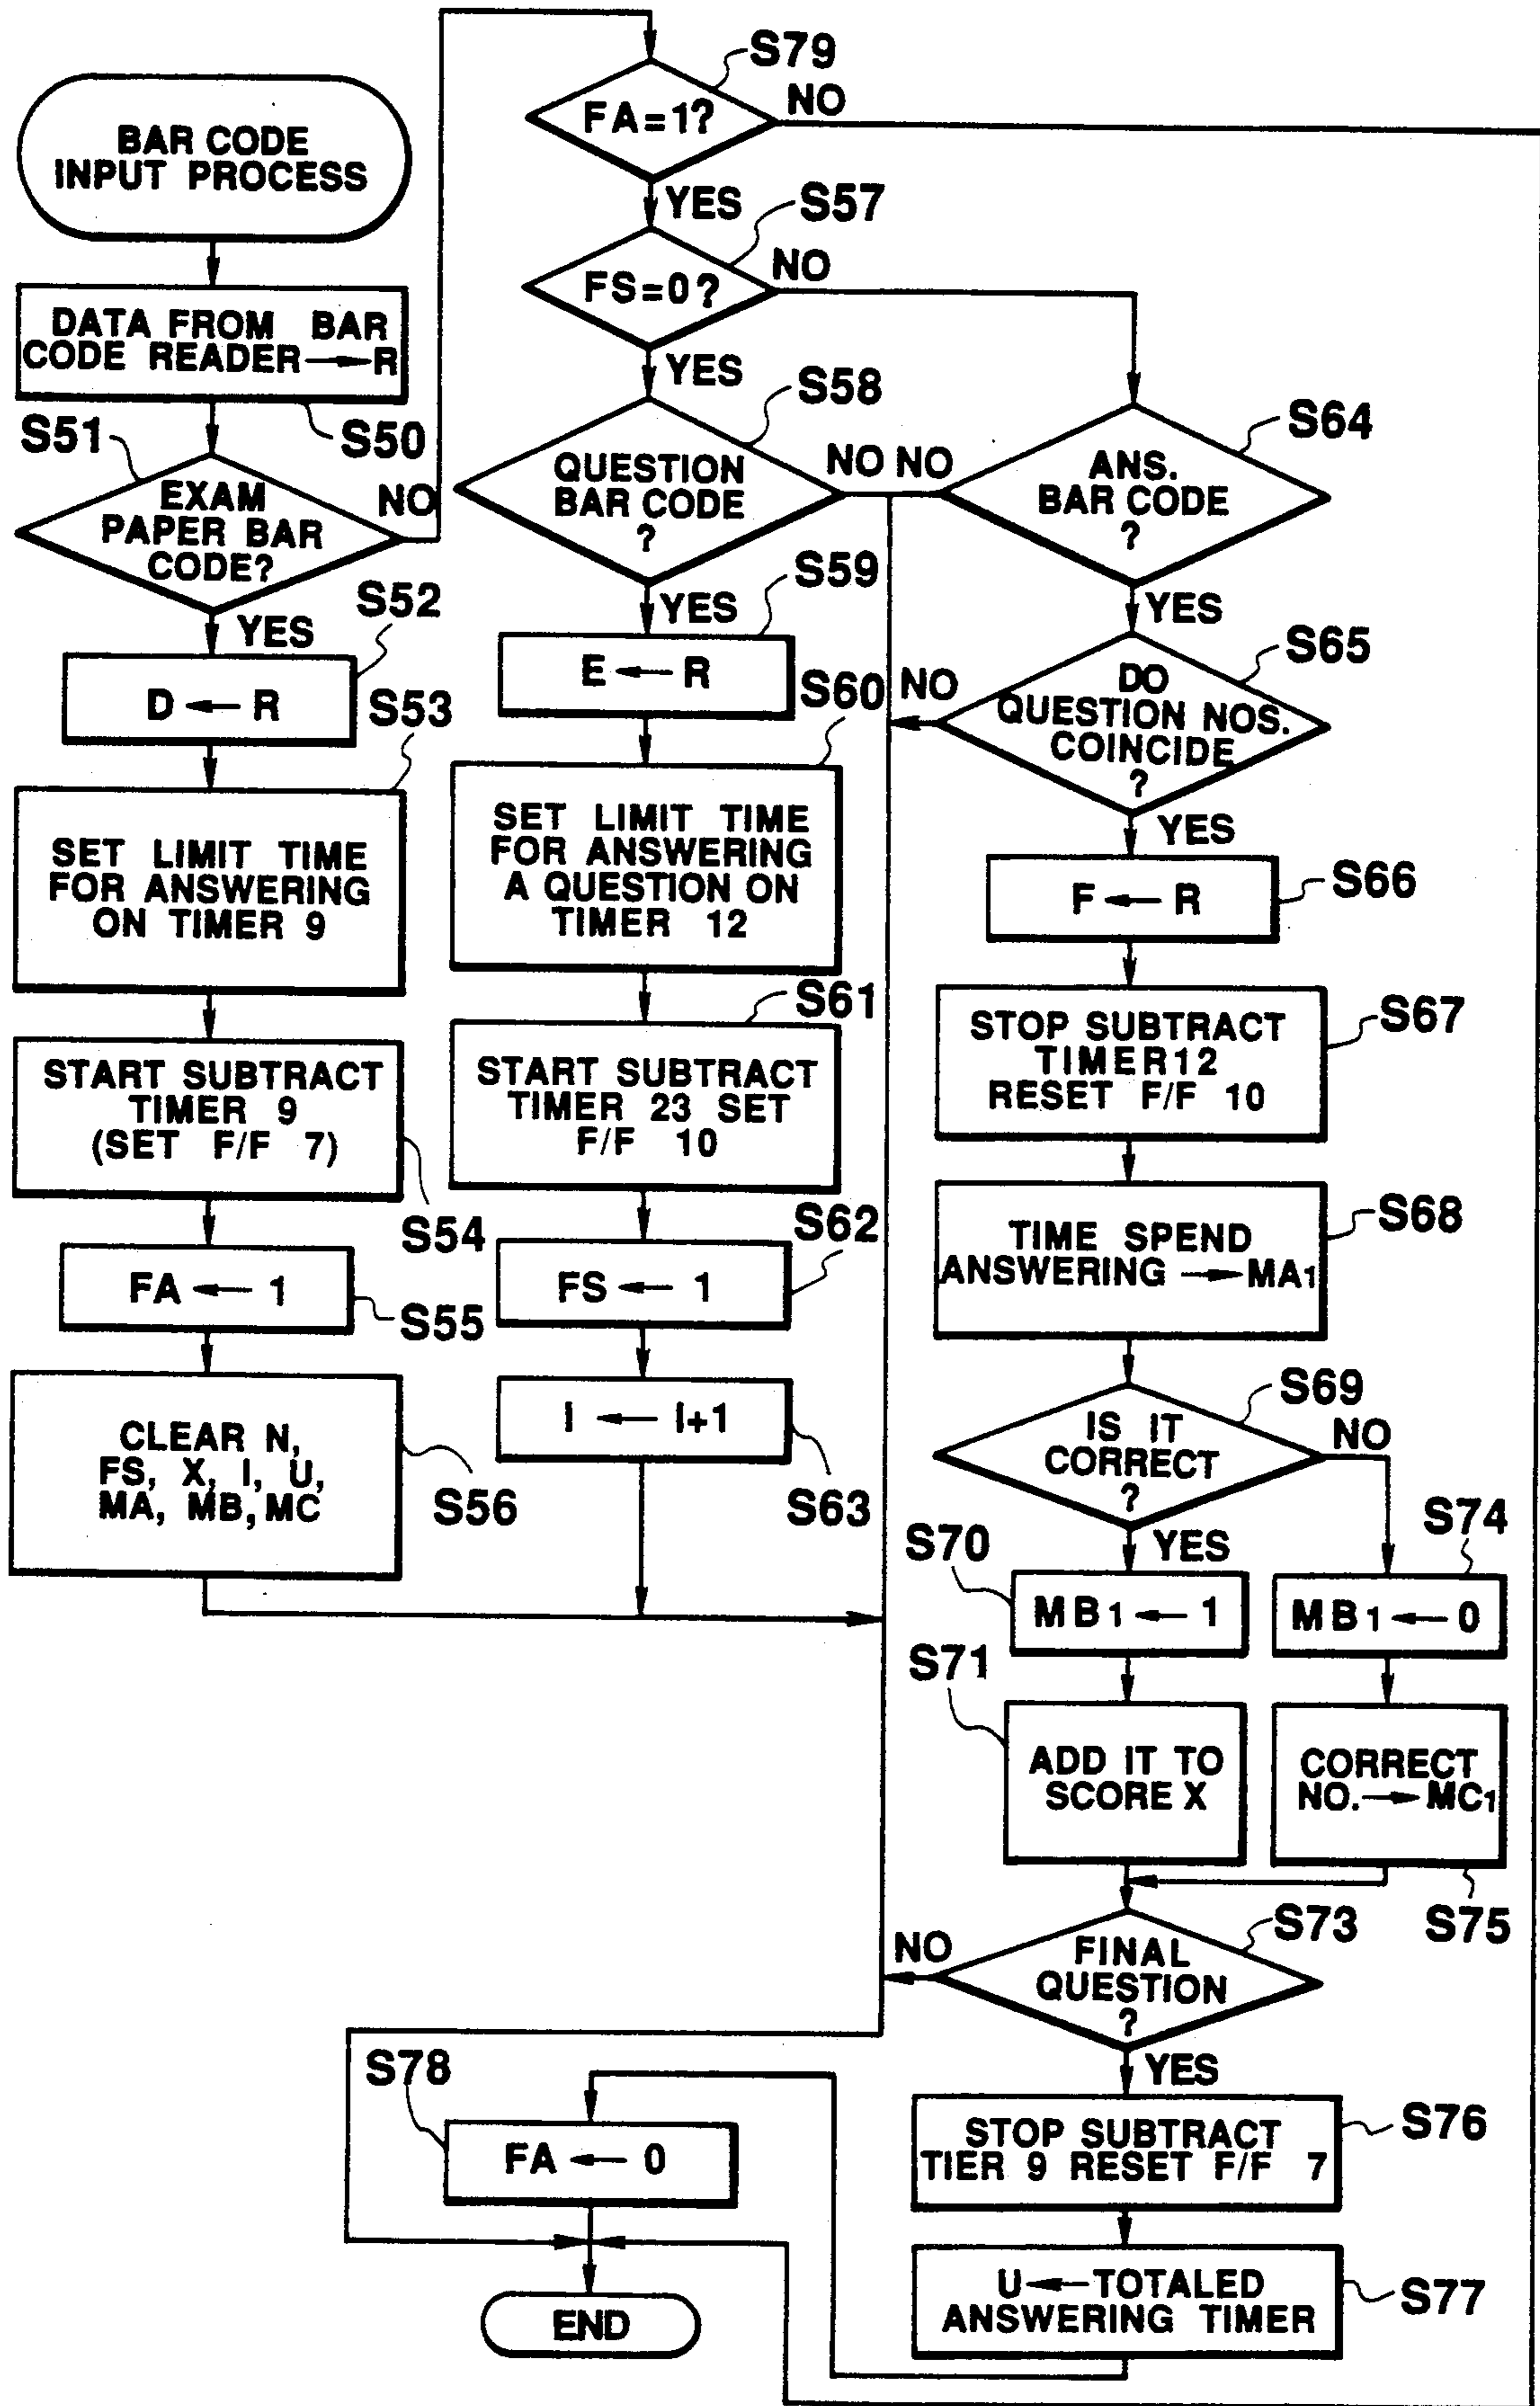 BAR CODE
INPUT PROCESS
DATA FROM BAR
CODE READER → R
S50
S51
EXAM
PAPER BAR
CODE?
NO
YES
S52
D ← R
S53
SET LIMIT TIME
FOR ANSWERING
ON TIMER 9
START SUBTRACT
TIMER 9
(SET F/F 7)
S54
FA ← 1
S55
CLEAR N,
FS, X, I, U,
MA, MB, MC
S56
S79
FA=1?
NO
YES
S57
FS=0?
NO
YES
S58
QUESTION
BAR CODE
?
NO
YES
S59
E ← R
S60
SET LIMIT TIME
FOR ANSWERING
A QUESTION ON
TIMER 12
S61
START SUBTRACT
TIMER 23 SET
F/F 10
S62
FS ← 1
I ← I+1
S63
S64
NO
ANS.
BAR CODE
?
YES
S65
NO
DO
QUESTION NOS.
COINCIDE
?
YES
F ← R
S66
STOP SUBTRACT
TIMER12
RESET F/F 10
S67
TIME SPEND
ANSWERING → MA1
S68
S69
IS IT
CORRECT
?
NO
YES
S70
MB1 ← 1
S71
ADD IT TO
SCORE X
S74
MB1 ← 0
CORRECT
NO. → MC1
S75
S73
NO
FINAL
QUESTION
?
YES
STOP SUBTRACT
TIER 9 RESET F/F 7
S76
U ← TOTALED
ANSWERING TIMER
S77
S78
FA ← 0
END